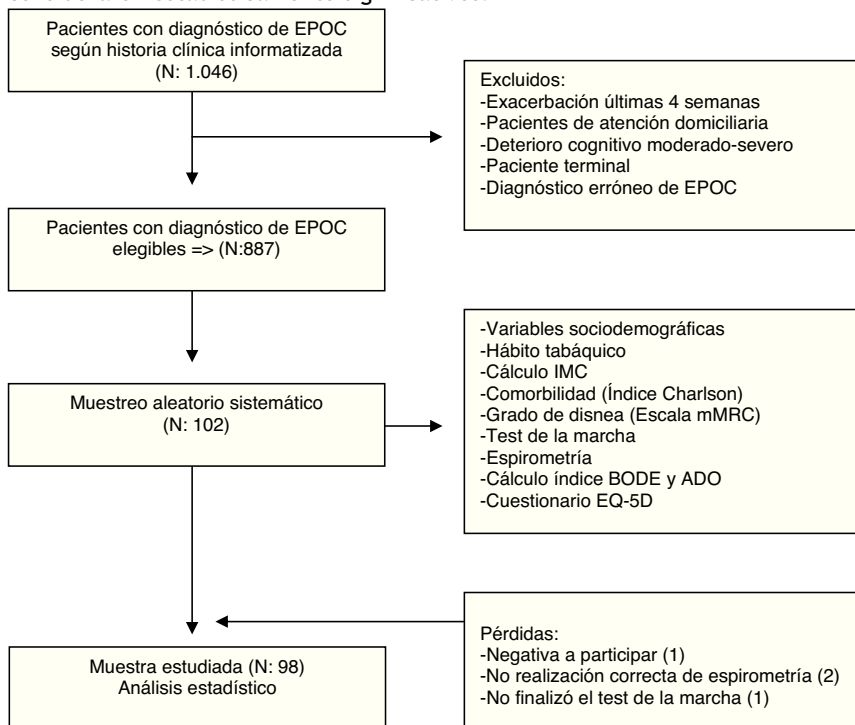 Pacientes con diagnóstico de EPOC
según historia clínica informatizada
(N: 1.046)
Excluidos:
-Exacerbación últimas 4 semanas
-Pacientes de atención domiciliaria
-Deterioro cognitivo moderado-severo
-Paciente terminal
-Diagnóstico erróneo de EPOC
Pacientes con diagnóstico de EPOC
elegibles => (N:887)
-Variables sociodemográficas
-Hábito tabáquico
-Cálculo IMC
-Comorbilidad (Índice Charlson)
-Grado de disnea (Escala mMRC)
-Test de la marcha
-Espirometría
-Cálculo índice BODE y ADO
-Cuestionario EQ-5D
Muestreo aleatorio sistemático
(N: 102)
Pérdidas:
-Negativa a participar (1)
-No realización correcta de espirometría (2)
-No finalizó el test de la marcha (1)
Muestra estudiada (N: 98)
Análisis estadístico